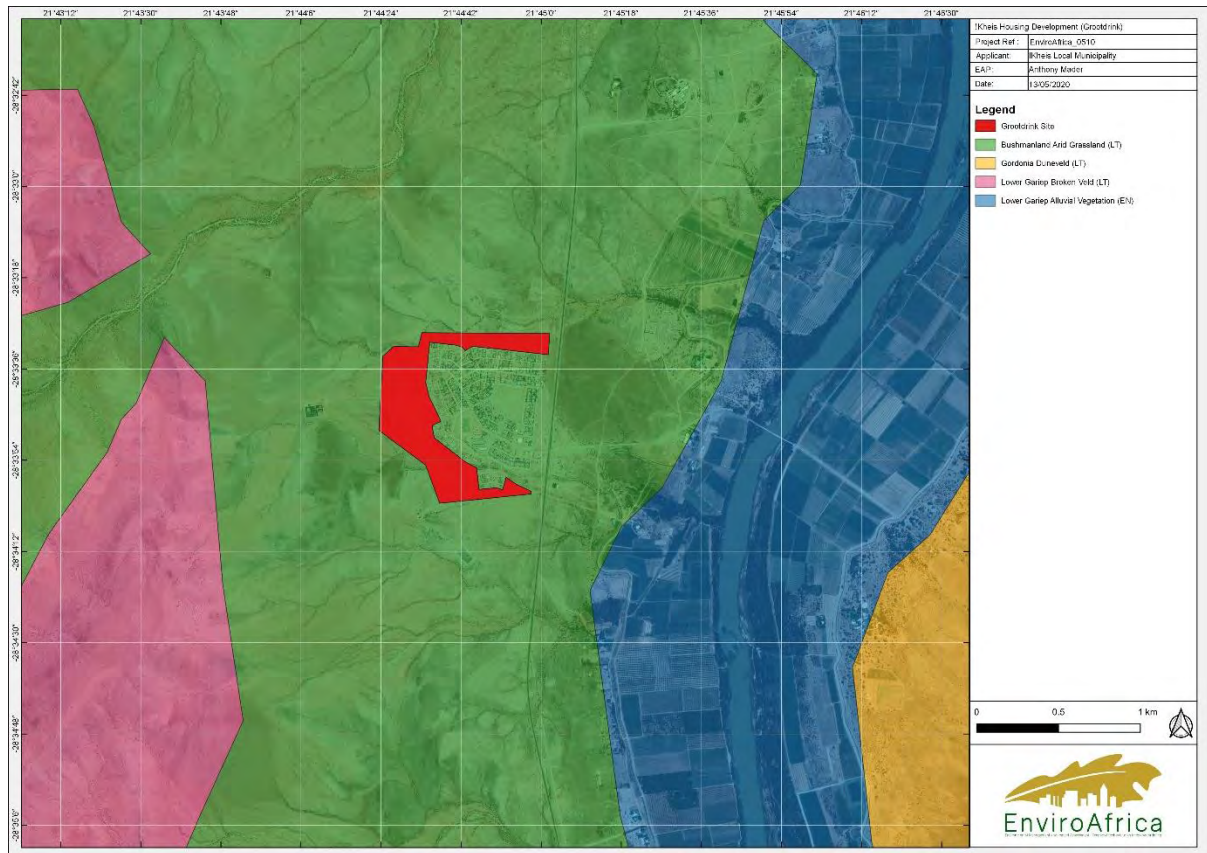 21°43'12" 21°43'30" 21°43'48" 21°44'6" 21°44'24" 21°44'42" 21°45'0" 21°45'18" 21°45'36" 21°45'54" 21°46'12" 21°46'30"
-28°32'42"
-28°33'0"
-28°33'18"
-28°33'36"
-28°33'54"
-28°34'12"
-28°34'30"
-28°34'48"
-28°35'6"
!Kheis Housing Development (Grootdrink)
Project Ref : EnviroAfrica_0510
Applicant !Kheis Local Municipality
EAP: Anthony Mader
Date: 13/05/2020
Legend
Grootdrink Site
Bushmanland Arid Grassland (LT)
Gordonia Duneveld (LT)
Lower Gariep Broken Veld (LT)
Lower Gariep Alluvial Vegetation (EN)
0 0.5 1 km
EnviroAfrica